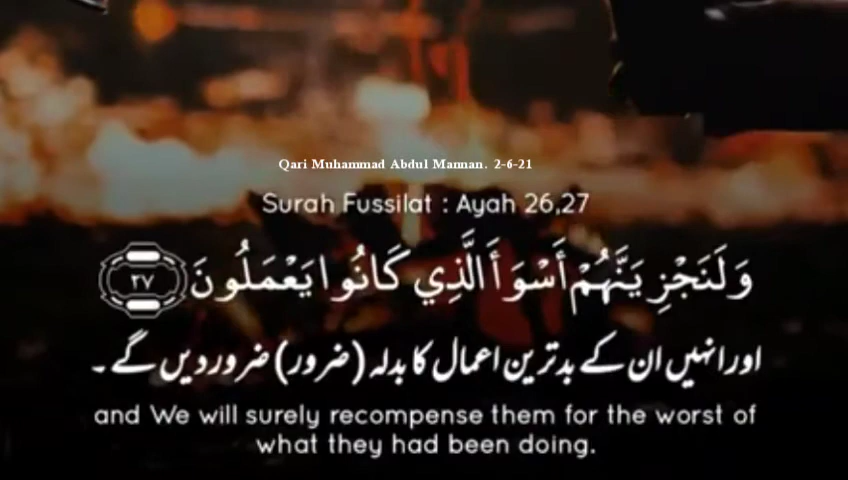 Qari Muhammad Abdul Mannan. 2-6-21
Surah Fussilat : Ayah 26,27
وَلَنَجْزِيَنَّهُمْ أَسْوَأَ الَّذِي كَانُوا يَعْمَلُونَ ٢٧
اور انہیں ان کے بدترین اعمال کا بدلہ (ضرور) ضرور دیں گے ۔
and We will surely recompense them for the worst of
what they had been doing.